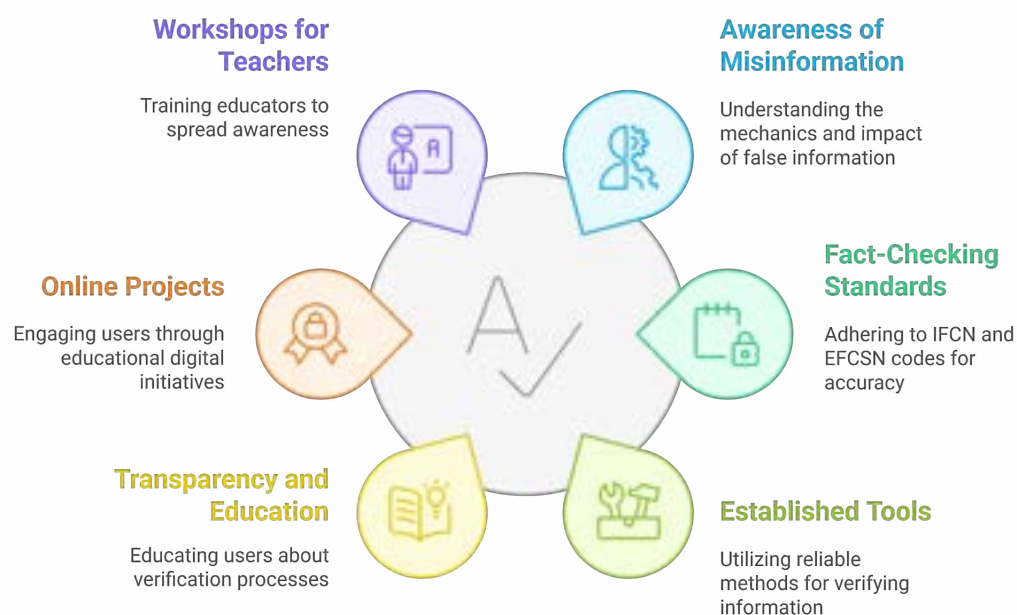 Workshops for
Teachers
Training educators to
spread awareness
Awareness of
Misinformation
Understanding the
mechanics and impact
of false information
Online Projects
Engaging users through
educational digital
initiatives
Fact-Checking
Standards
Adhering to IFCN and
EFCSN codes for
accuracy
Transparency and
Education
Educating users about
verification processes
Established Tools
Utilizing reliable
methods for verifying
information
A
A